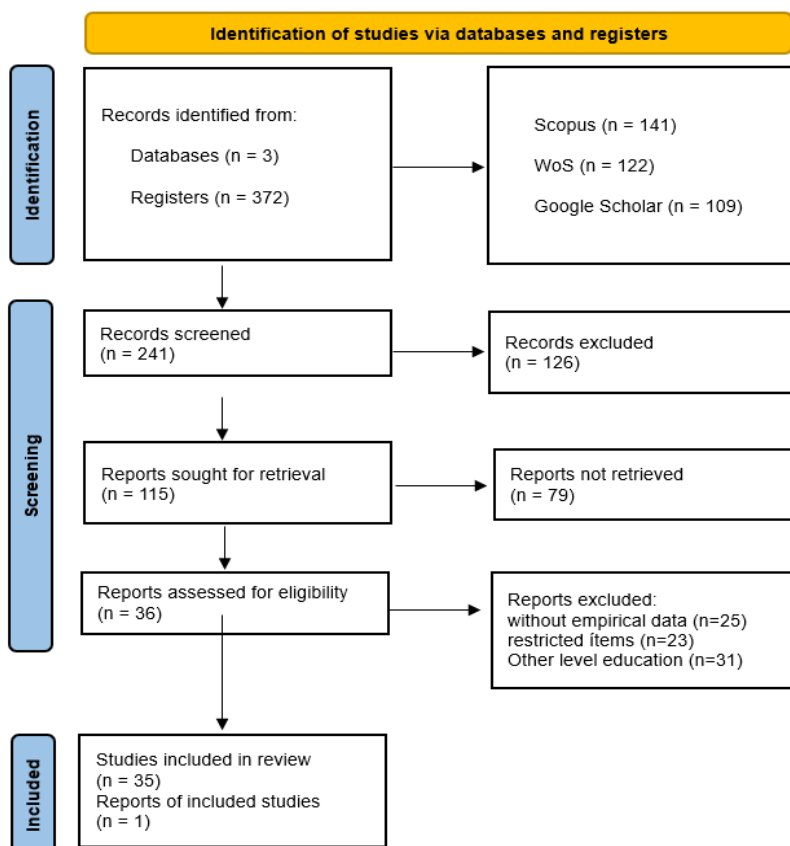 Identification of studies via databases and registers
Identification
Records identified from:
Databases (n = 3)
Registers (n = 372)
Scopus (n = 141)
WoS (n = 122)
Google Scholar (n = 109)
Screening
Records screened
(n = 241)
Records excluded
(n = 126)
Reports sought for retrieval
(n = 115)
Reports not retrieved
(n = 79)
Reports assessed for eligibility
(n = 36)
Reports excluded:
without empirical data (n=25)
restricted ítems (n=23)
Other level education (n=31)
Included
Studies included in review
(n = 35)
Reports of included studies
(n = 1)